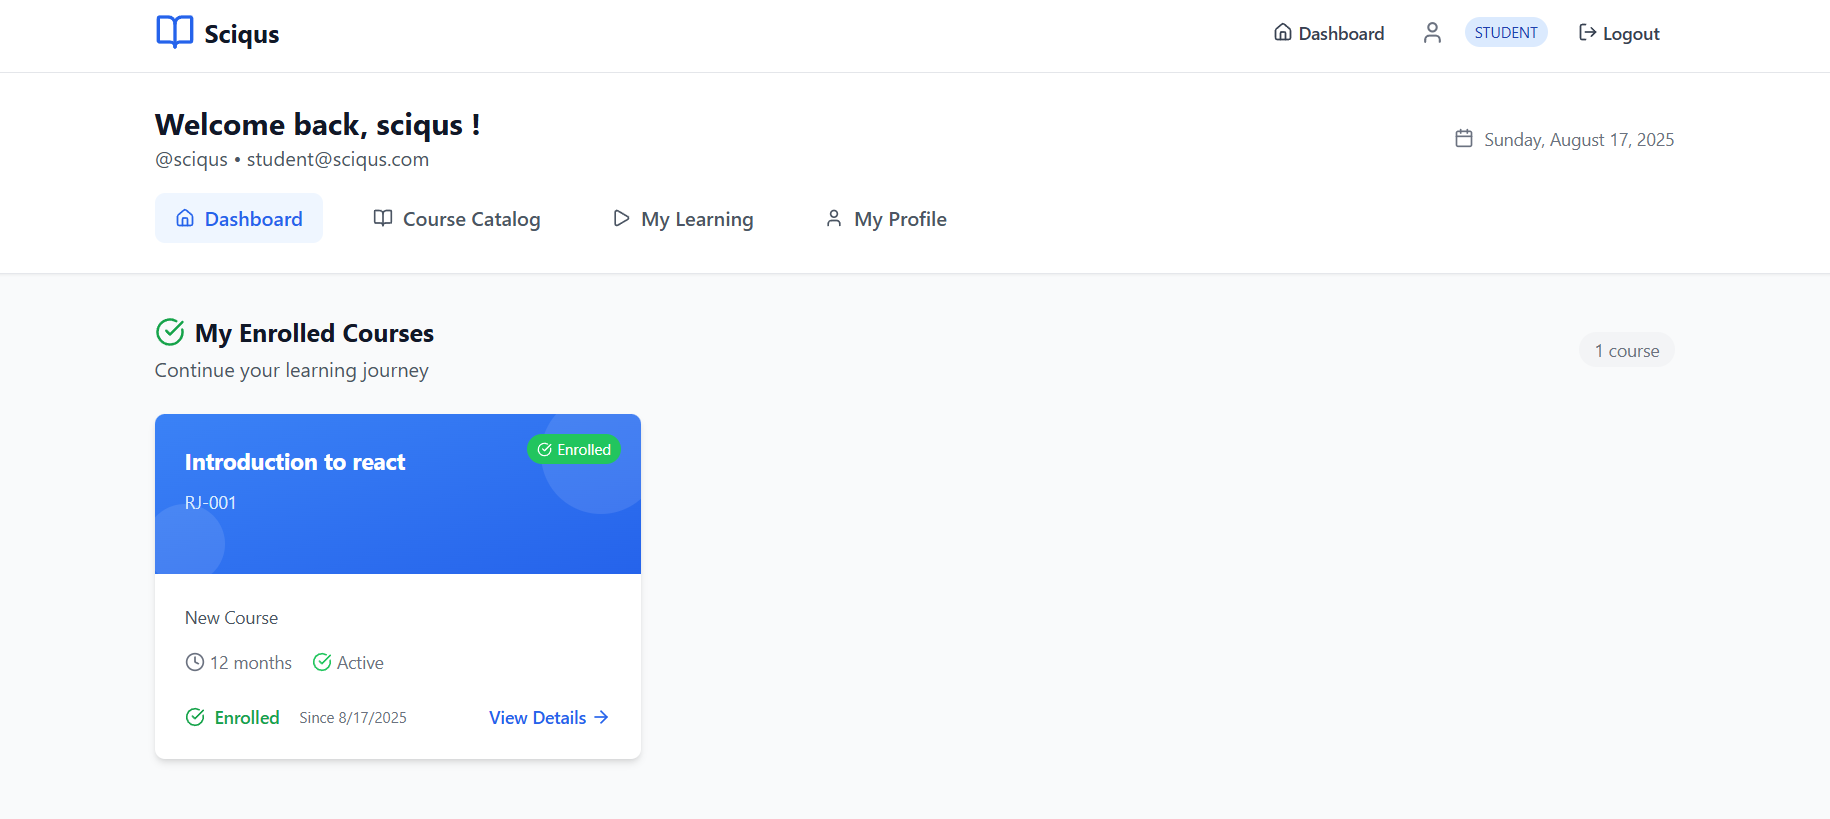 Sciqus
Dashboard
STUDENT
Logout
Welcome back, sciqus !
@sciqus • student@sciqus.com
Sunday, August 17, 2025
Dashboard
Course Catalog
My Learning
My Profile
My Enrolled Courses
Continue your learning journey
1 course
Introduction to react
Enrolled
RJ-001
New Course
12 months
Active
Enrolled
Since 8/17/2025
View Details